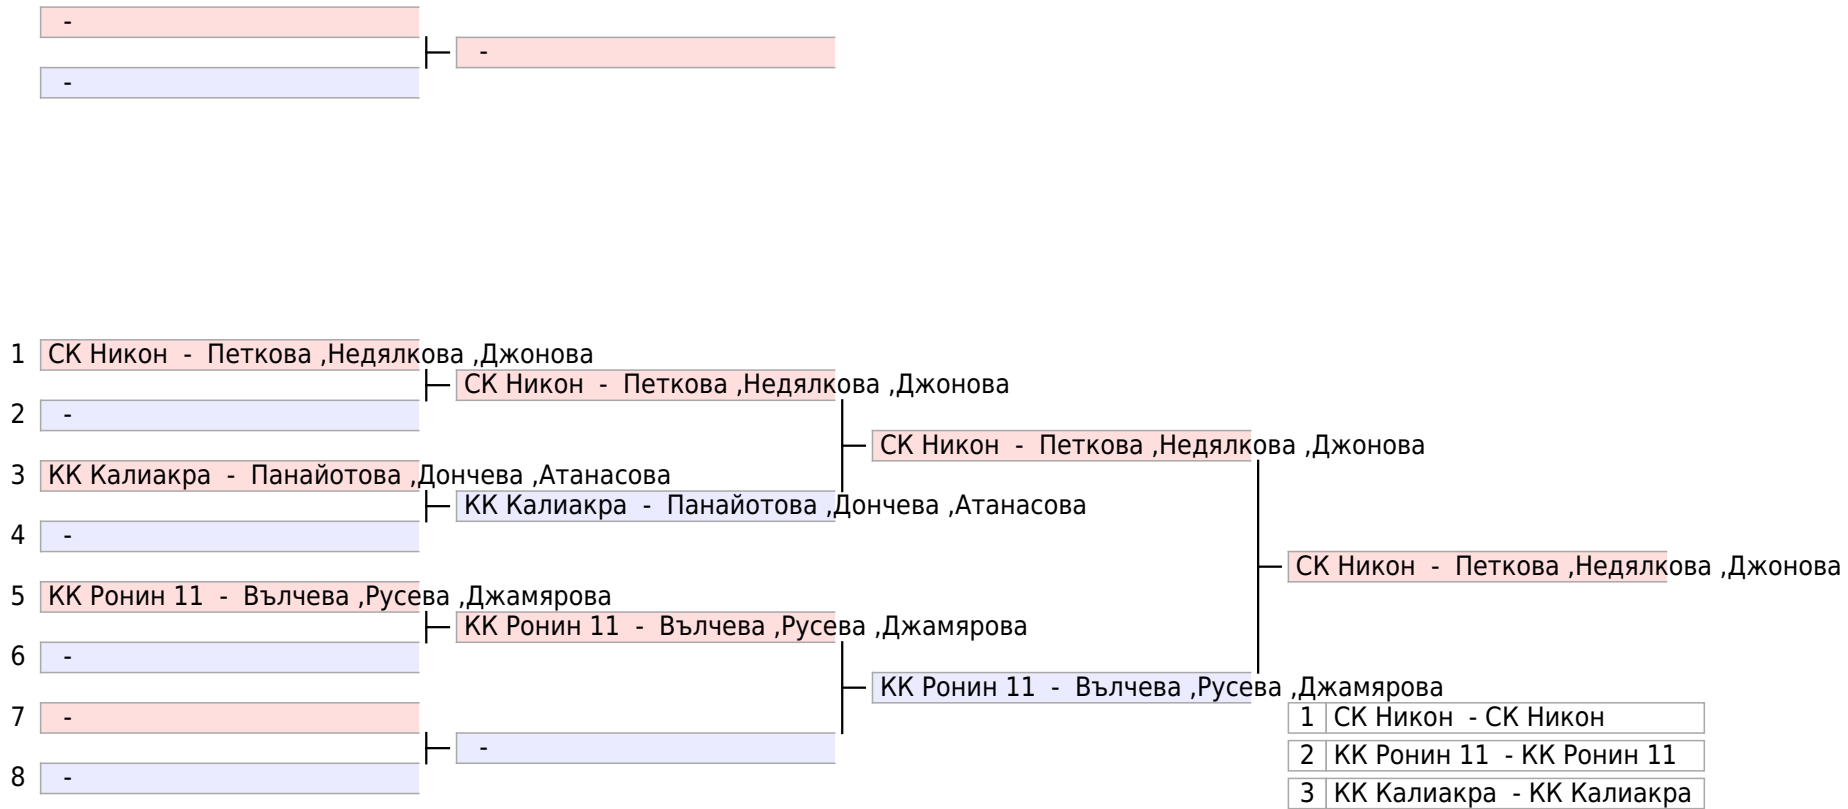 -
-
-
1 СК Никон - Петкова ,Недялкова ,Джонова
СК Никон - Петкова ,Недялкова ,Джонова
2 -
СК Никон - Петкова ,Недялкова ,Джонова
3 КК Калиакра - Панайотова ,Дончева ,Атанасова
КК Калиакра - Панайотова ,Дончева ,Атанасова
4 -
СК Никон - Петкова ,Недялкова ,Джонова
5 КК Ронин 11 - Вълчева ,Русева ,Джамярова
КК Ронин 11 - Вълчева ,Русева ,Джамярова
6 -
КК Ронин 11 - Вълчева ,Русева ,Джамярова
7 -
1 СК Никон - СК Никон
-
2 КК Ронин 11 - КК Ронин 11
8 -
3 КК Калиакра - КК Калиакра